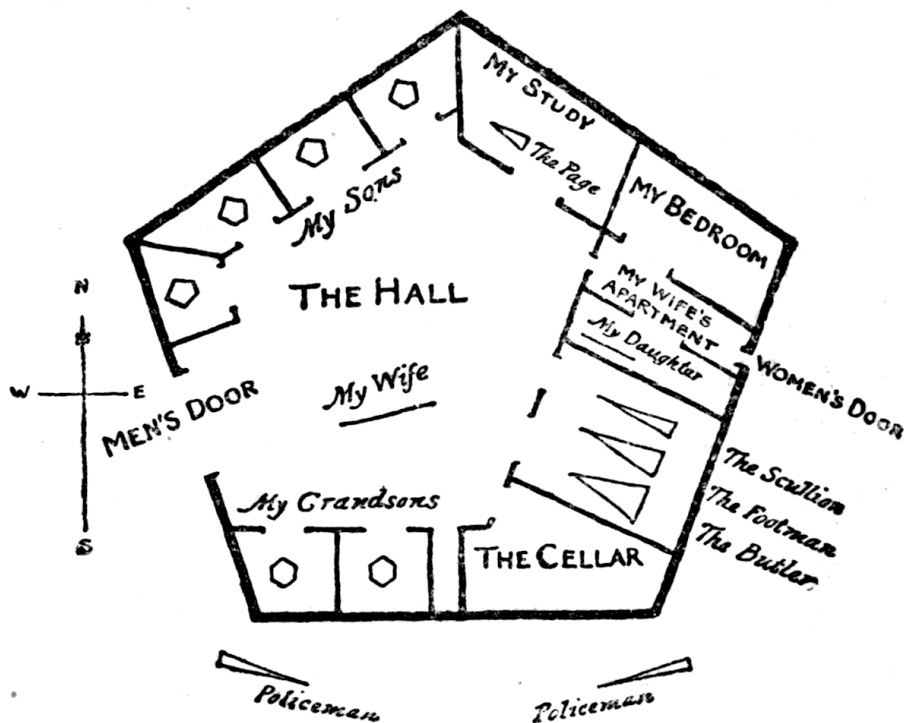 MY STUDY
The Page
MY BEDROOM
My Sons
N
W
E
S
THE HALL
MY WIFE'S
APARTMENT
My Daughter
WOMEN'S DOOR
MEN'S DOOR
My Wife
The Scullion
The Footman
The Butler.
My Grandsons
THE CELLAR
Policeman
Policeman